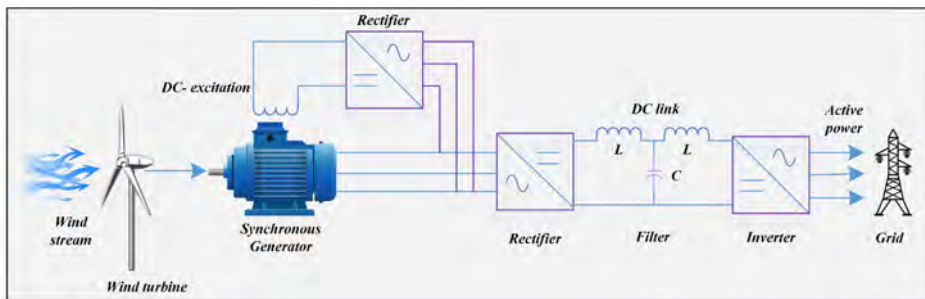 Rectifier
DC- excitation
DC link
Active
power
L
L
C
Wind
stream
Synchronous
Generator
Rectifier
Filter
Inverter
Grid
Wind turbine